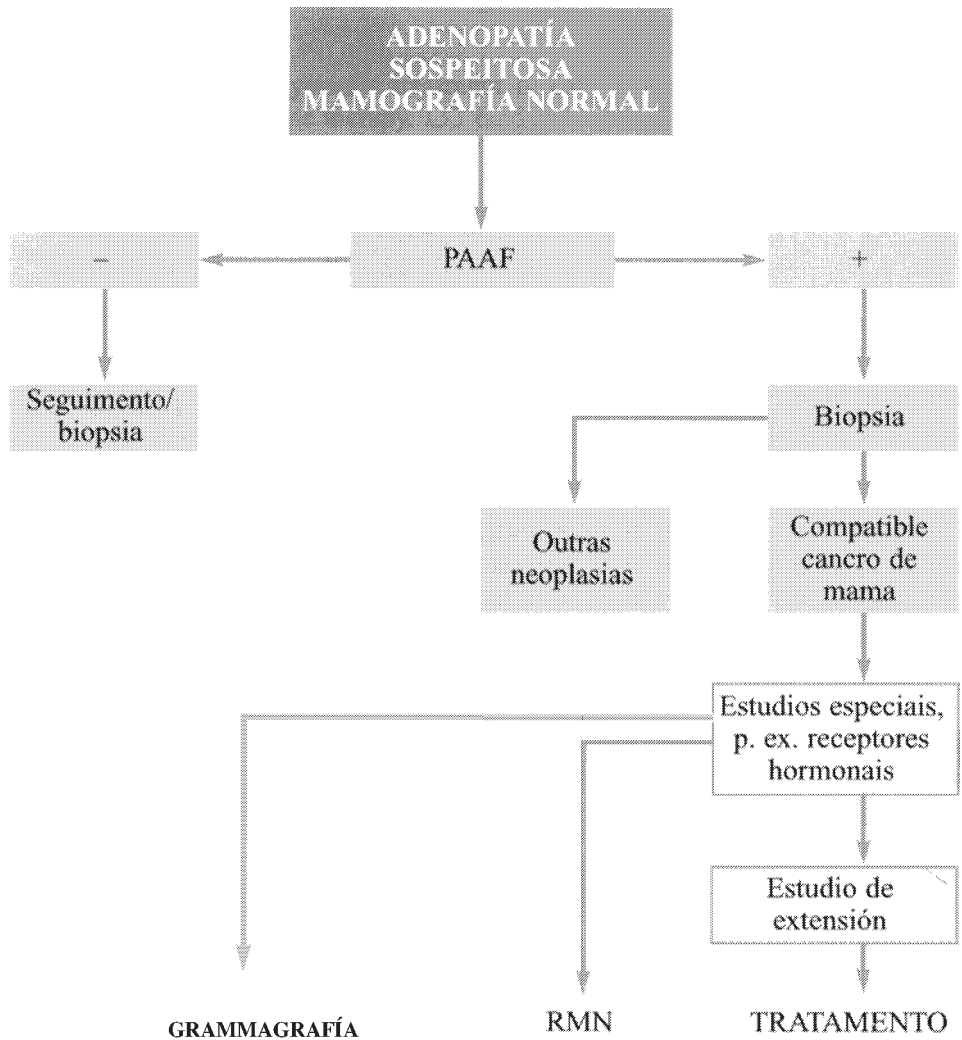 ADENOPATÍA
SOSPEITOSA
MAMOGRAFÍA NORMAL
–
PAAF
+
Seguimento/
biopsia
Biopsia
Outras
neoplasias
Compatible
cancro de
mama
Estudios especiais,
p. ex. receptores
hormonais
Estudio de
extensión
GRAMMAGRAFÍA
RMN
TRATAMENTO